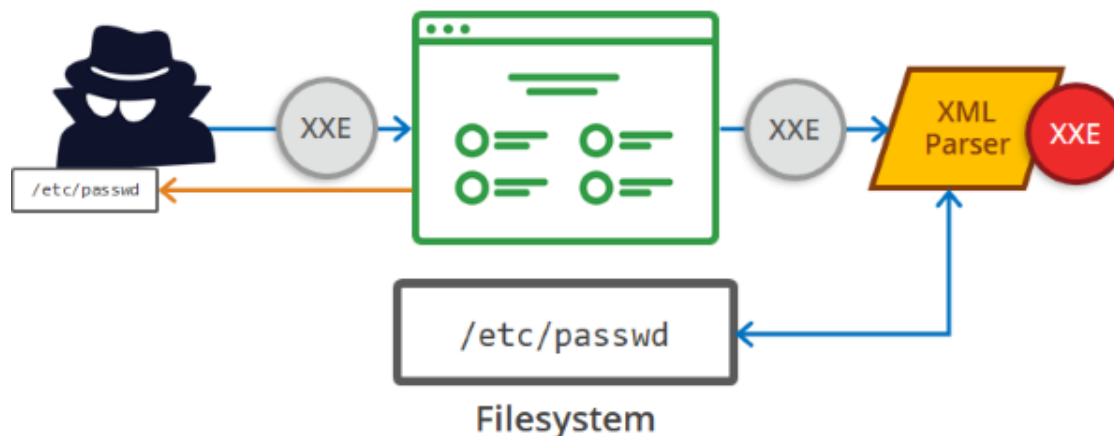 XXE
XXE
XML
Parser
XXE
/etc/passwd
/etc/passwd
Filesystem